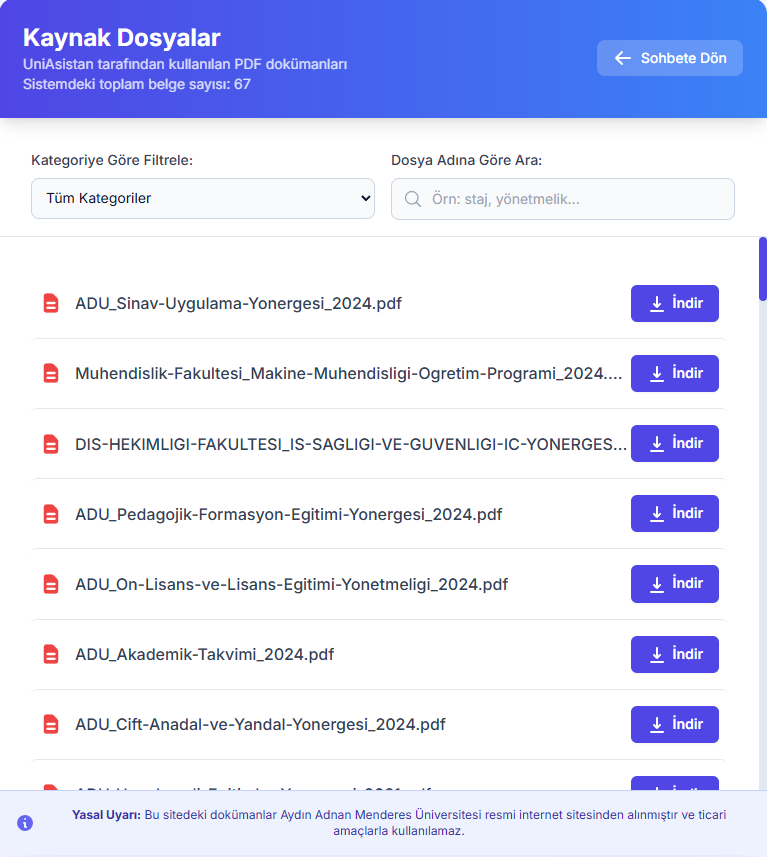 Kaynak Dosyalar
UniAsistan tarafından kullanılan PDF dokümanları
Sistemdeki toplam belge sayısı: 67
Sohbete Dön
Kategoriye Göre Filtrele:
Dosya Adına Göre Ara:
Tüm Kategoriler
Örn: staj, yönetmelik...
ADU_Sinav-Uygulama-Yonergesi_2024.pdf
İndir
Muhendislik-Fakultesi_Makine-Muhendisligi-Ogretim-Programi_2024....
İndir
DIS-HEKIMLIGI-FAKULTESI_IS-SAGLIGI-VE-GUVENLIGI-IC-YONERGES...
İndir
ADU_Pedagojik-Formasyon-Egitimi-Yonergesi_2024.pdf
İndir
ADU_On-Lisans-ve-Lisans-Egitimi-Yonetmeligi_2024.pdf
İndir
ADU_Akademik-Takvimi_2024.pdf
İndir
ADU_Cift-Anadal-ve-Yandal-Yonergesi_2024.pdf
İndir
Yasal Uyarı: Bu sitedeki dokümanlar Aydın Adnan Menderes Üniversitesi resmi internet sitesinden alınmıştır ve ticari
amaçlarla kullanılamaz.